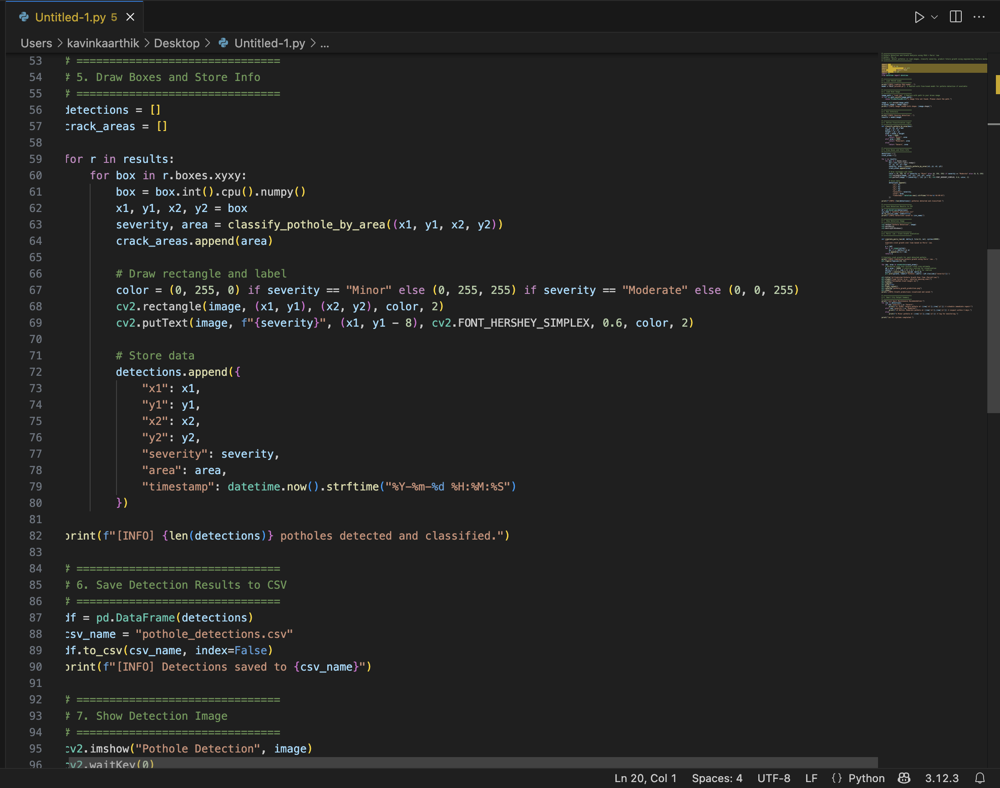 Untitled-1.py 5
Users > kavinkaarthik > Desktop > Untitled-1.py > ...
53 # ===============================
54 # 5. Draw Boxes and Store Info
55 # ===============================
56 detections = []
57 crack_areas = []
58
59 for r in results:
60     for box in r.boxes.xyxy:
61         box = box.int().cpu().numpy()
62         x1, y1, x2, y2 = box
63         severity, area = classify_pothole_by_area((x1, y1, x2, y2))
64         crack_areas.append(area)
65
66         # Draw rectangle and label
67         color = (0, 255, 0) if severity == "Minor" else (0, 255, 255) if severity == "Moderate" else (0, 0, 255)
68         cv2.rectangle(image, (x1, y1), (x2, y2), color, 2)
69         cv2.putText(image, f"{severity}", (x1, y1 - 8), cv2.FONT_HERSHEY_SIMPLEX, 0.6, color, 2)
70
71         # Store data
72         detections.append({
73             "x1": x1,
74             "y1": y1,
75             "x2": x2,
76             "y2": y2,
77             "severity": severity,
78             "area": area,
79             "timestamp": datetime.now().strftime("%Y-%m-%d %H:%M:%S")
80         })
81
82 print(f"[INFO] {len(detections)} potholes detected and classified.")
83
84 # ===============================
85 # 6. Save Detection Results to CSV
86 # ===============================
87 df = pd.DataFrame(detections)
88 csv_name = "pothole_detections.csv"
89 df.to_csv(csv_name, index=False)
90 print(f"[INFO] Detections saved to {csv_name}")
91
92 # ===============================
93 # 7. Show Detection Image
94 # ===============================
95 cv2.imshow("Pothole Detection", image)
96 cv2.waitKey(0)
Ln 20, Col 1 Spaces: 4 UTF-8 LF {} Python 3.12.3